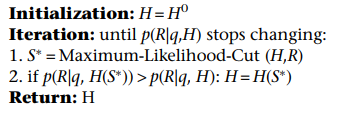 Initialization: H=H⁰
Iteration: until p(R|q,H) stops changing:
1. S* = Maximum-Likelihood-Cut (H,R)
2. if p(R|q, H(S*))>p(R|q, H): H=H(S*)
Return: H